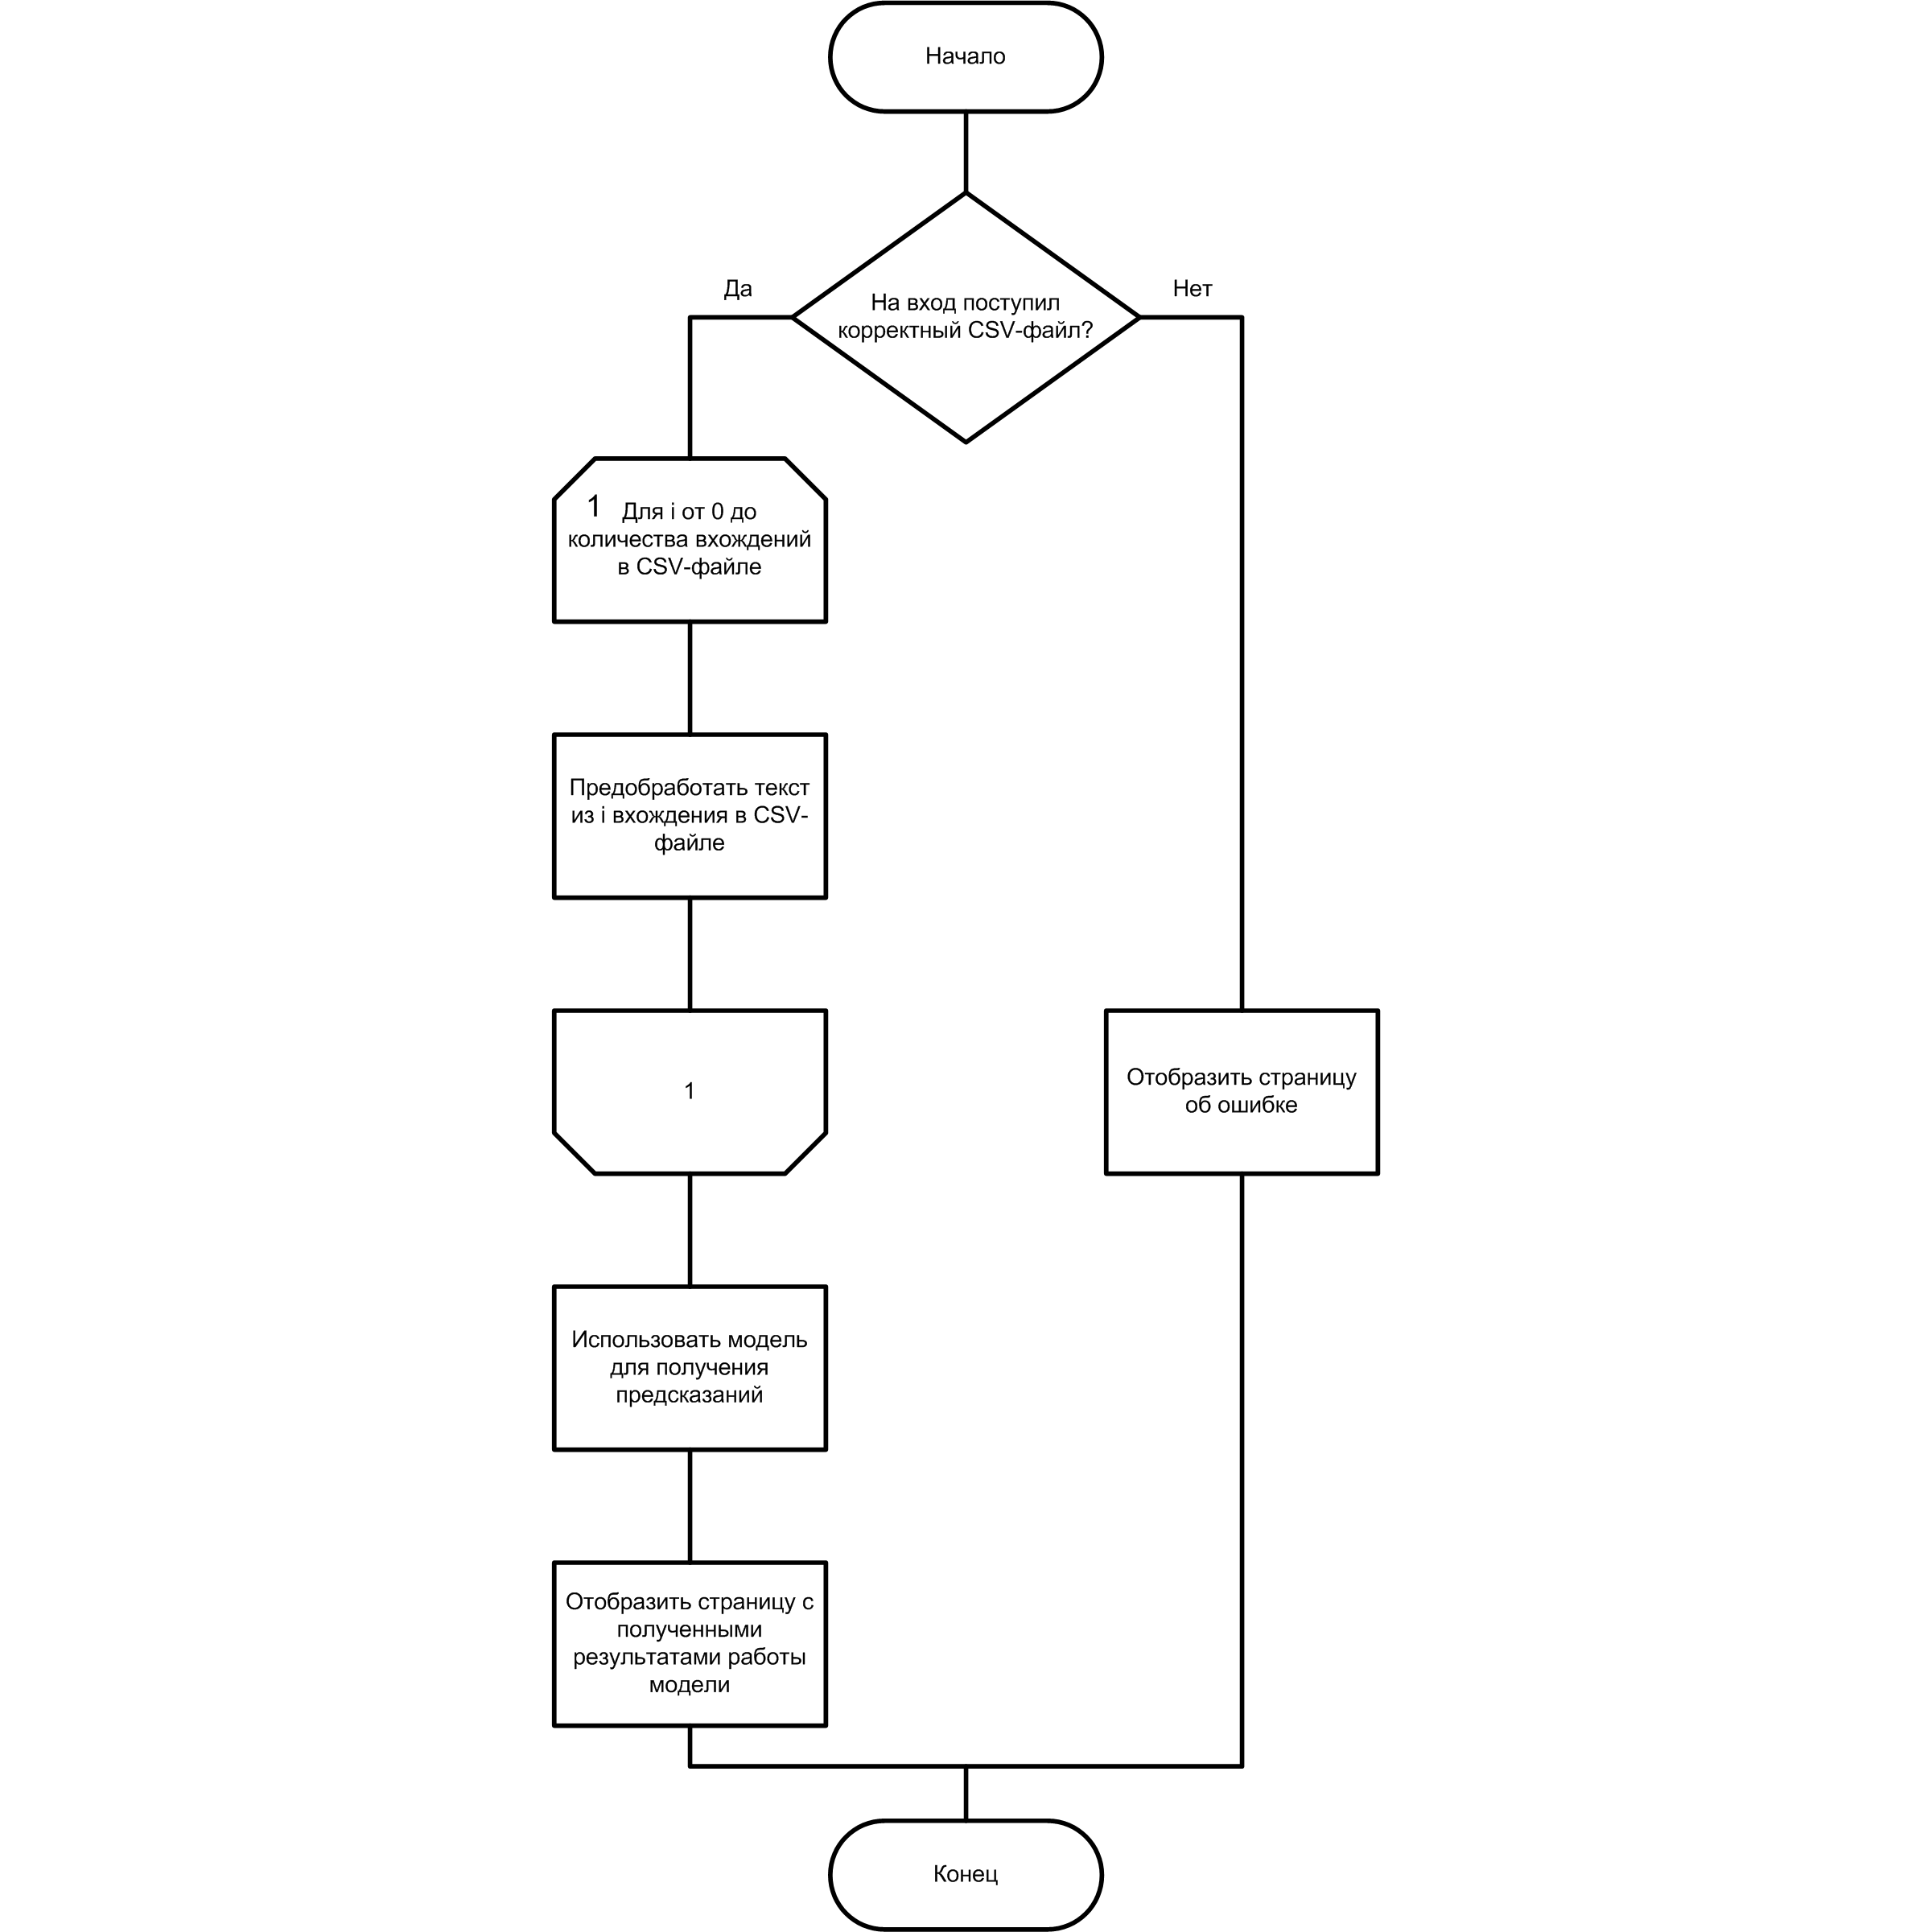 Начало
Да
Нет
На вход поступил
корректный CSV-файл?
1 Для i от 0 до
количества вхождений
в CSV-файле
Предобработать текст
из i вхождения в CSV-
файле
1
Отобразить страницу
об ошибке
Использовать модель
для получения
предсказаний
Отобразить страницу с
полученными
результатами работы
модели
Конец